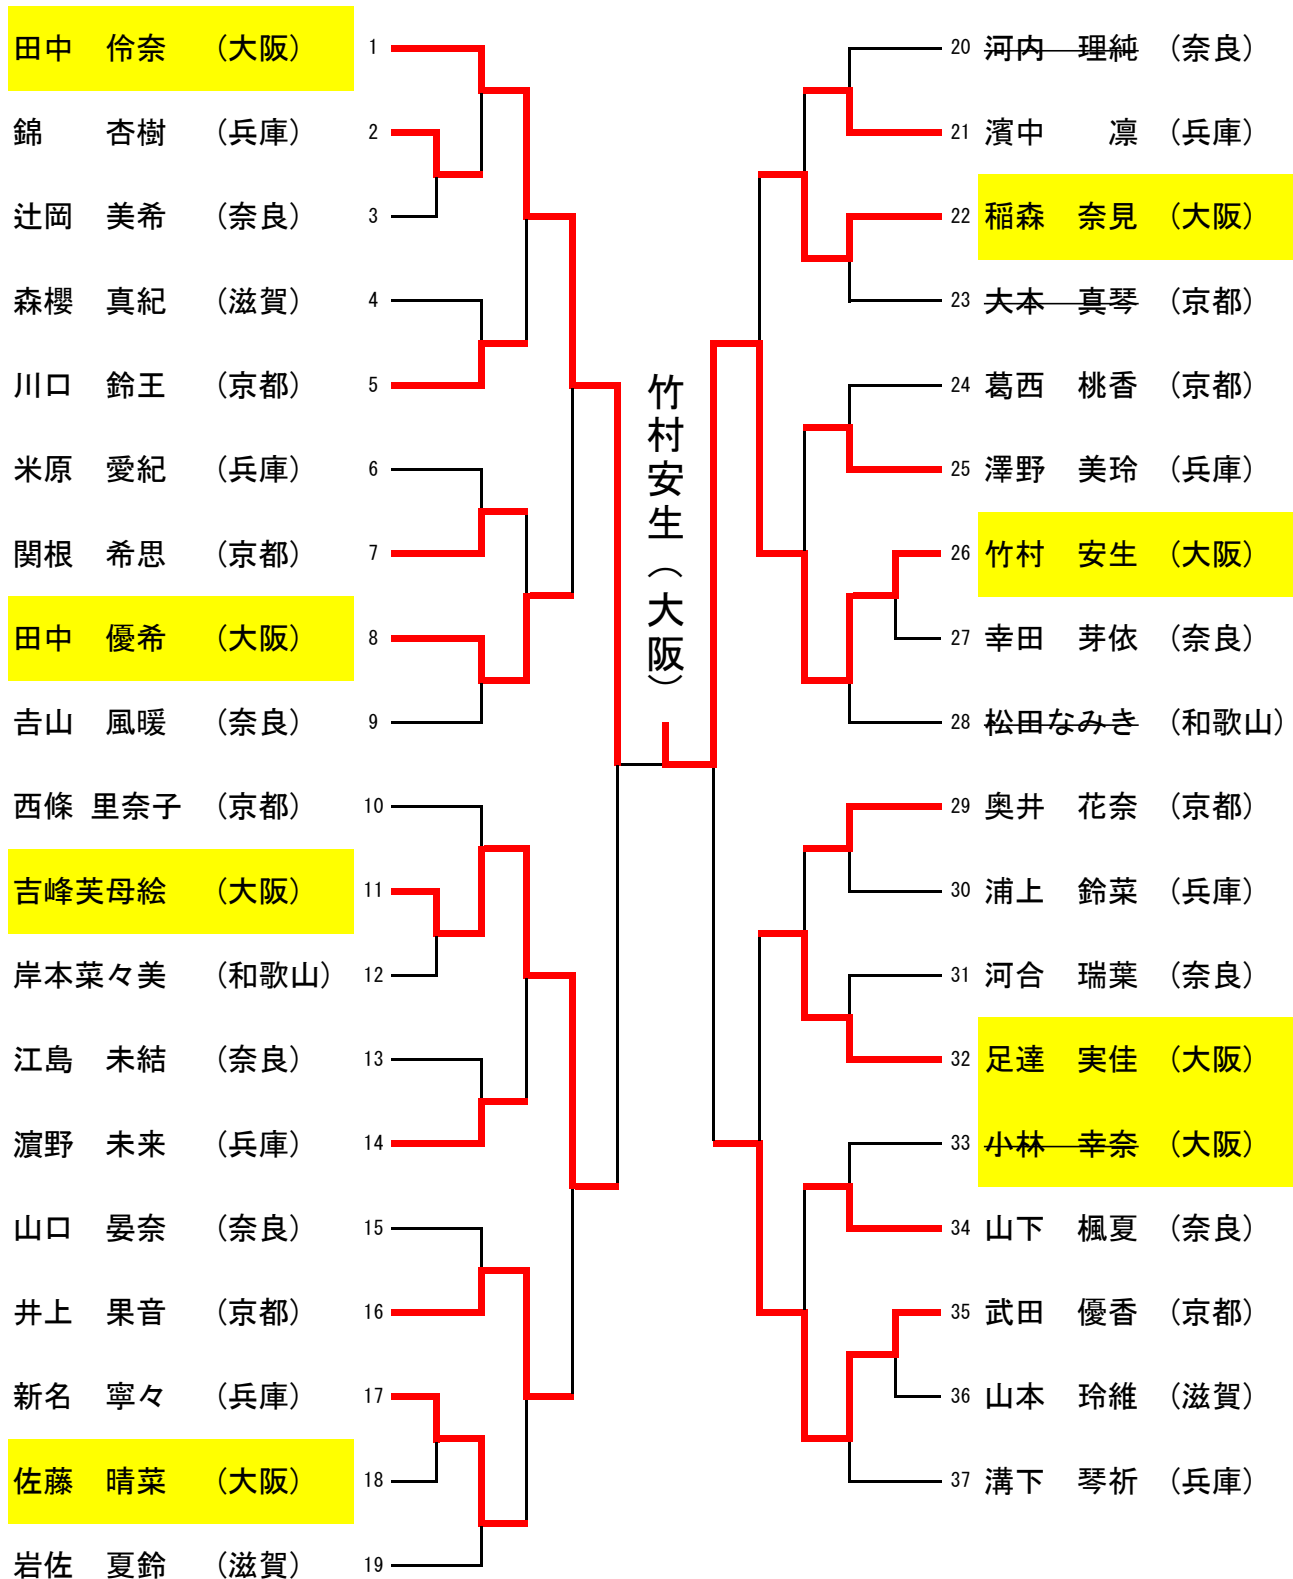 田中　伶奈　（大阪）　1
錦　　杏樹　（兵庫）　2
辻岡　美希　（奈良）　3
森櫻　真紀　（滋賀）　4
川口　鈴王　（京都）　5
米原　愛紀　（兵庫）　6
関根　希思　（京都）　7
田中　優希　（大阪）　8
吉山　風暖　（奈良）　9
西條 里奈子　（京都）　10
吉峰芙母絵　（大阪）　11
岸本菜々美　（和歌山）　12
江島　未結　（奈良）　13
濵野　未来　（兵庫）　14
山口　晏奈　（奈良）　15
井上　果音　（京都）　16
新名　寧々　（兵庫）　17
佐藤　晴菜　（大阪）　18
岩佐　夏鈴　（滋賀）　19
竹村安生（大阪）
20　河内　理純　（奈良）
21　濱中　　凛　（兵庫）
22　稲森　奈見　（大阪）
23　大本　真琴　（京都）
24　葛西　桃香　（京都）
25　澤野　美玲　（兵庫）
26　竹村　安生　（大阪）
27　幸田　芽依　（奈良）
28　松田なみき　（和歌山）
29　奥井　花奈　（京都）
30　浦上　鈴菜　（兵庫）
31　河合　瑞葉　（奈良）
32　足達　実佳　（大阪）
33　小林　幸奈　（大阪）
34　山下　楓夏　（奈良）
35　武田　優香　（京都）
36　山本　玲維　（滋賀）
37　溝下　琴祈　（兵庫）